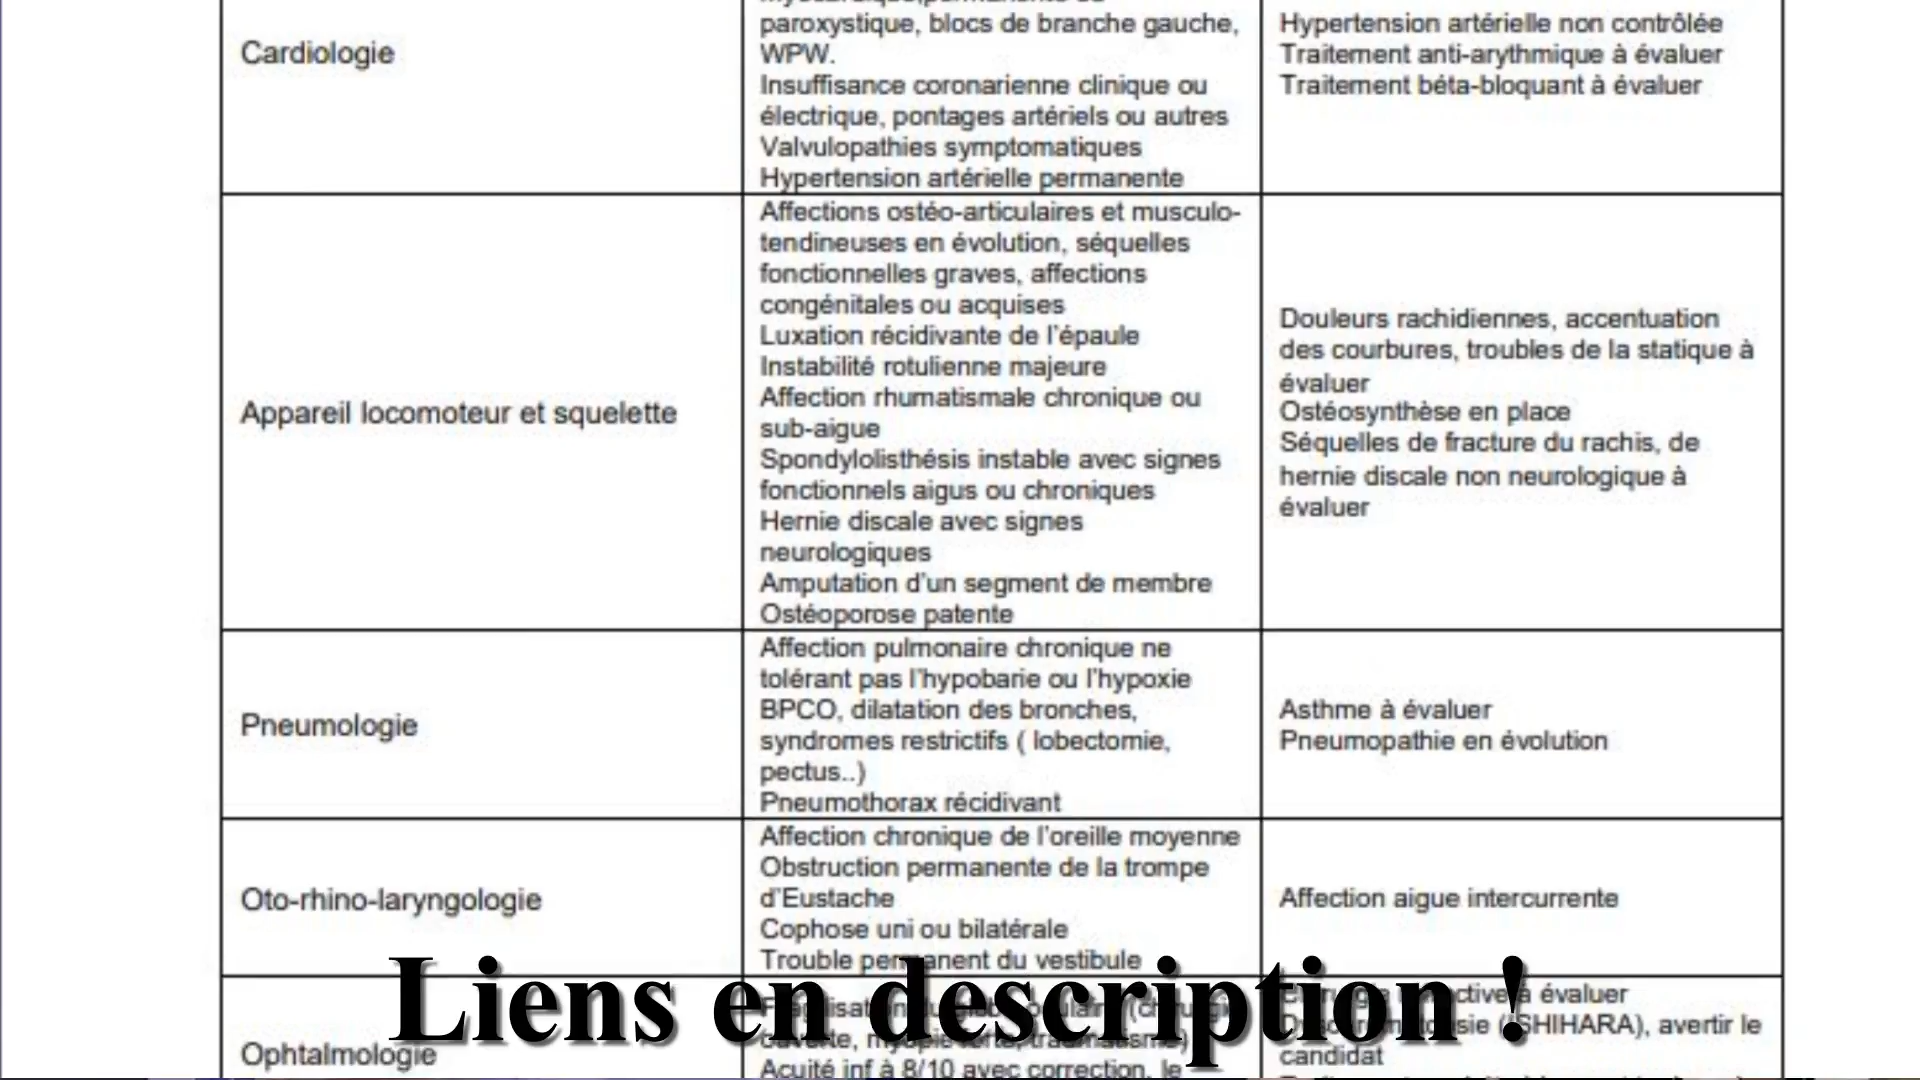 Cardiologie
paroxystique, blocs de branche gauche,
WPW.
Insuffisance coronarienne clinique ou
électrique, pontages artériels ou autres
Valvulopathies symptomatiques
Hypertension artérielle permanente
Hypertension artérielle non contrôlée
Traitement anti-arythmique à évaluer
Traitement béta-bloquant à évaluer
Appareil locomoteur et squelette
Affections ostéo-articulaires et musculo-
tendineuses en évolution, séquelles
fonctionnelles graves, affections
congénitales ou acquises
Luxation récidivante de l'épaule
Instabilité rotulienne majeure
Affection rhumatismale chronique ou
sub-aigue
Spondylolisthésis instable avec signes
fonctionnels aigus ou chroniques
Hernie discale avec signes
neurologiques
Amputation d'un segment de membre
Ostéoporose patente
Douleurs rachidiennes, accentuation
des courbures, troubles de la statique à
évaluer
Ostéosynthèse en place
Séquelles de fracture du rachis, de
hernie discale non neurologique à
évaluer
Pneumologie
Affection pulmonaire chronique ne
tolérant pas l'hypobarie ou l'hypoxie
BPCO, dilatation des bronches,
syndromes restrictifs ( lobectomie,
pectus..)
Pneumothorax récidivant
Asthme à évaluer
Pneumopathie en évolution
Oto-rhino-laryngologie
Affection chronique de l'oreille moyenne
Obstruction permanente de la trompe
d'Eustache
Cophose uni ou bilatérale
Trouble permanent du vestibule
Affection aigue intercurrente
Ophtalmologie
Acuité inf à 8/10 avec correction, le
à évaluer
(ISHIHARA), avertir le
candidat
Liens en description !